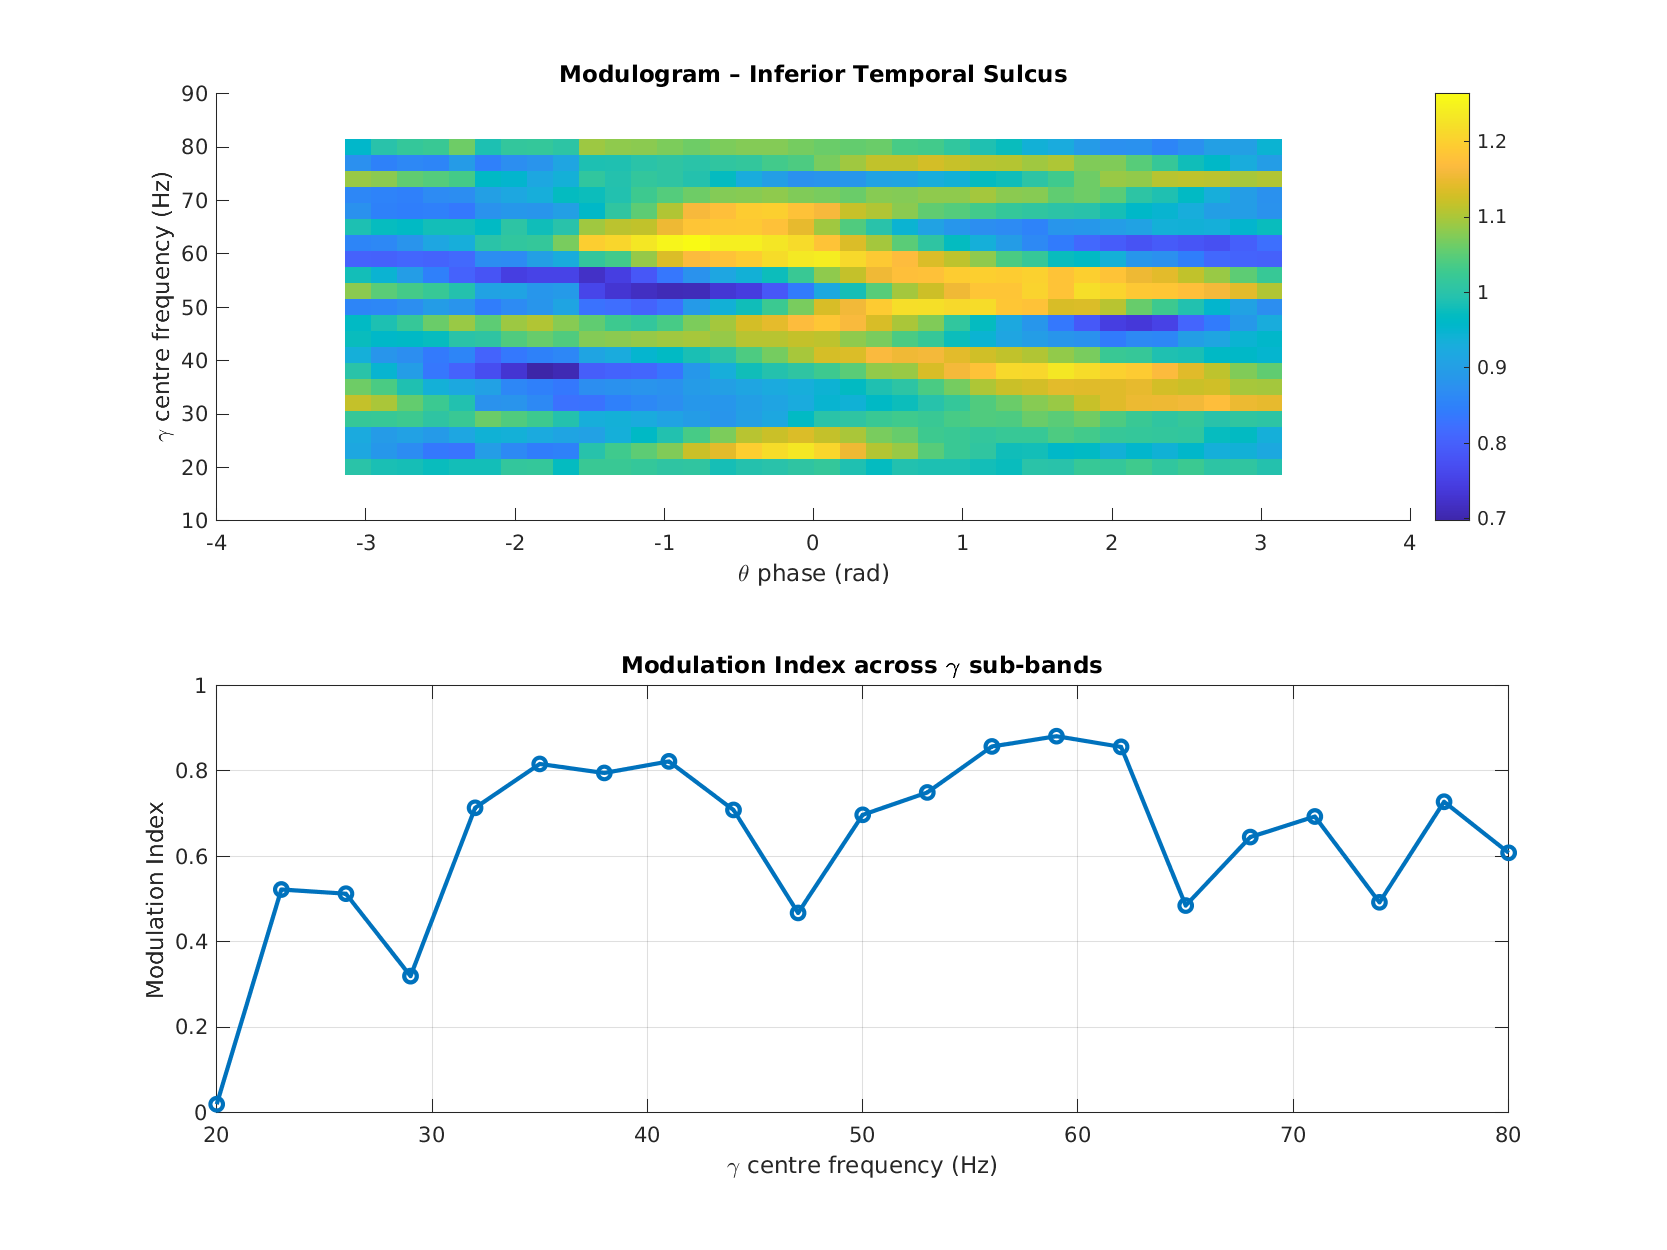 Modulogram – Inferior Temporal Sulcus
90
80
70
60
50
40
30
20
10
γ centre frequency (Hz)
-4 -3 -2 -1 0 1 2 3 4
θ phase (rad)
1.2
1.1
1
0.9
0.8
0.7
Modulation Index across γ sub-bands
1
0.8
0.6
0.4
0.2
0
Modulation Index
20 30 40 50 60 70 80
γ centre frequency (Hz)